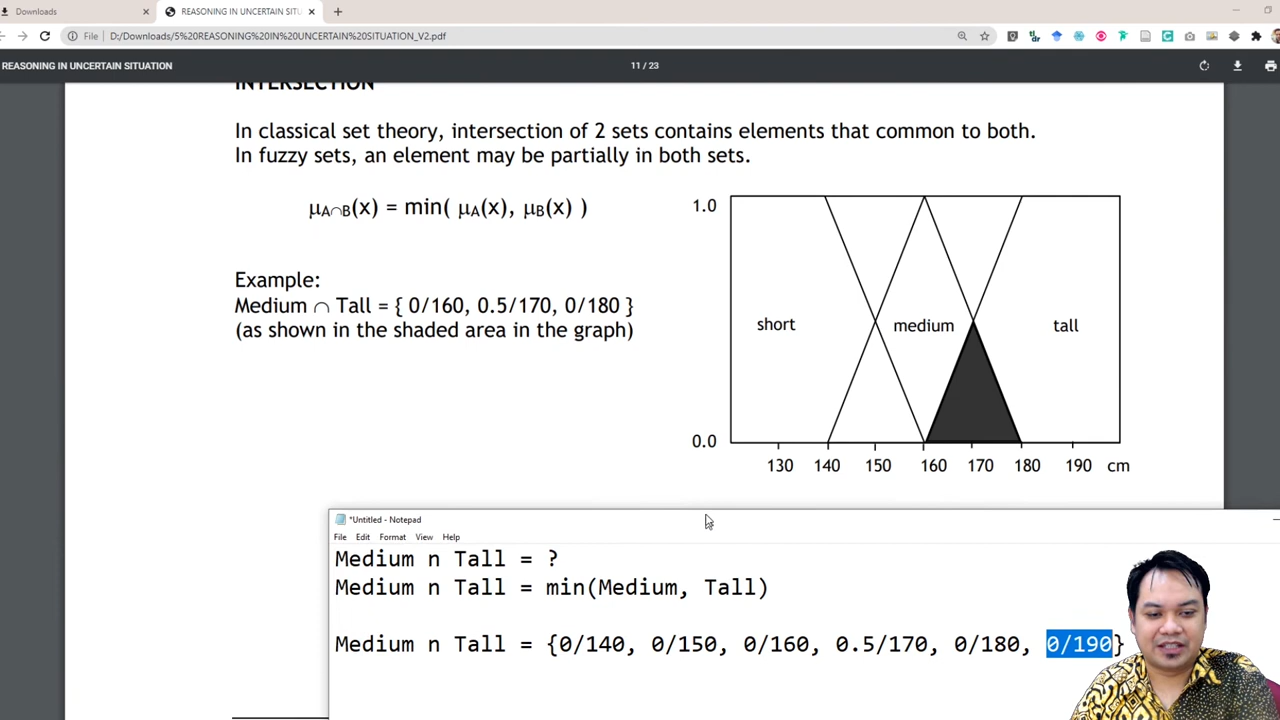 Downloads
REASONING IN UNCERTAIN SITU
File D:/Downloads/5%20REASONING%20IN%20UNCERTAIN%20SITUATION_V2.pdf
REASONING IN UNCERTAIN SITUATION
11 / 23
INTERSECTION
In classical set theory, intersection of 2 sets contains elements that common to both.
In fuzzy sets, an element may be partially in both sets.
μA∩B(x) = min( μA(x), μB(x) )
Example:
Medium ∩ Tall = { 0/160, 0.5/170, 0/180 }
(as shown in the shaded area in the graph)
1.0
short
medium
tall
0.0
130 140 150 160 170 180 190 cm
*Untitled - Notepad
File Edit Format View Help
Medium n Tall = ?
Medium n Tall = min(Medium, Tall)
Medium n Tall = {0/140, 0/150, 0/160, 0.5/170, 0/180, 0/190}